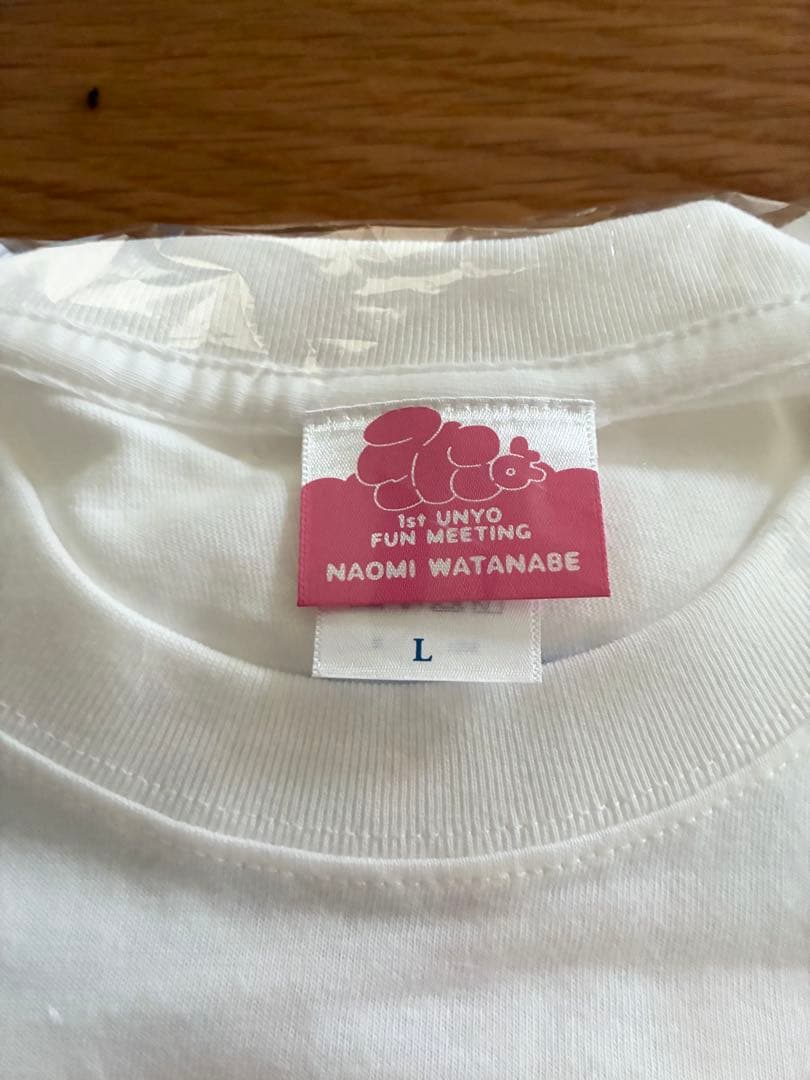 1st UNYO
FUN MEETING
NAOMI WATANABE
L